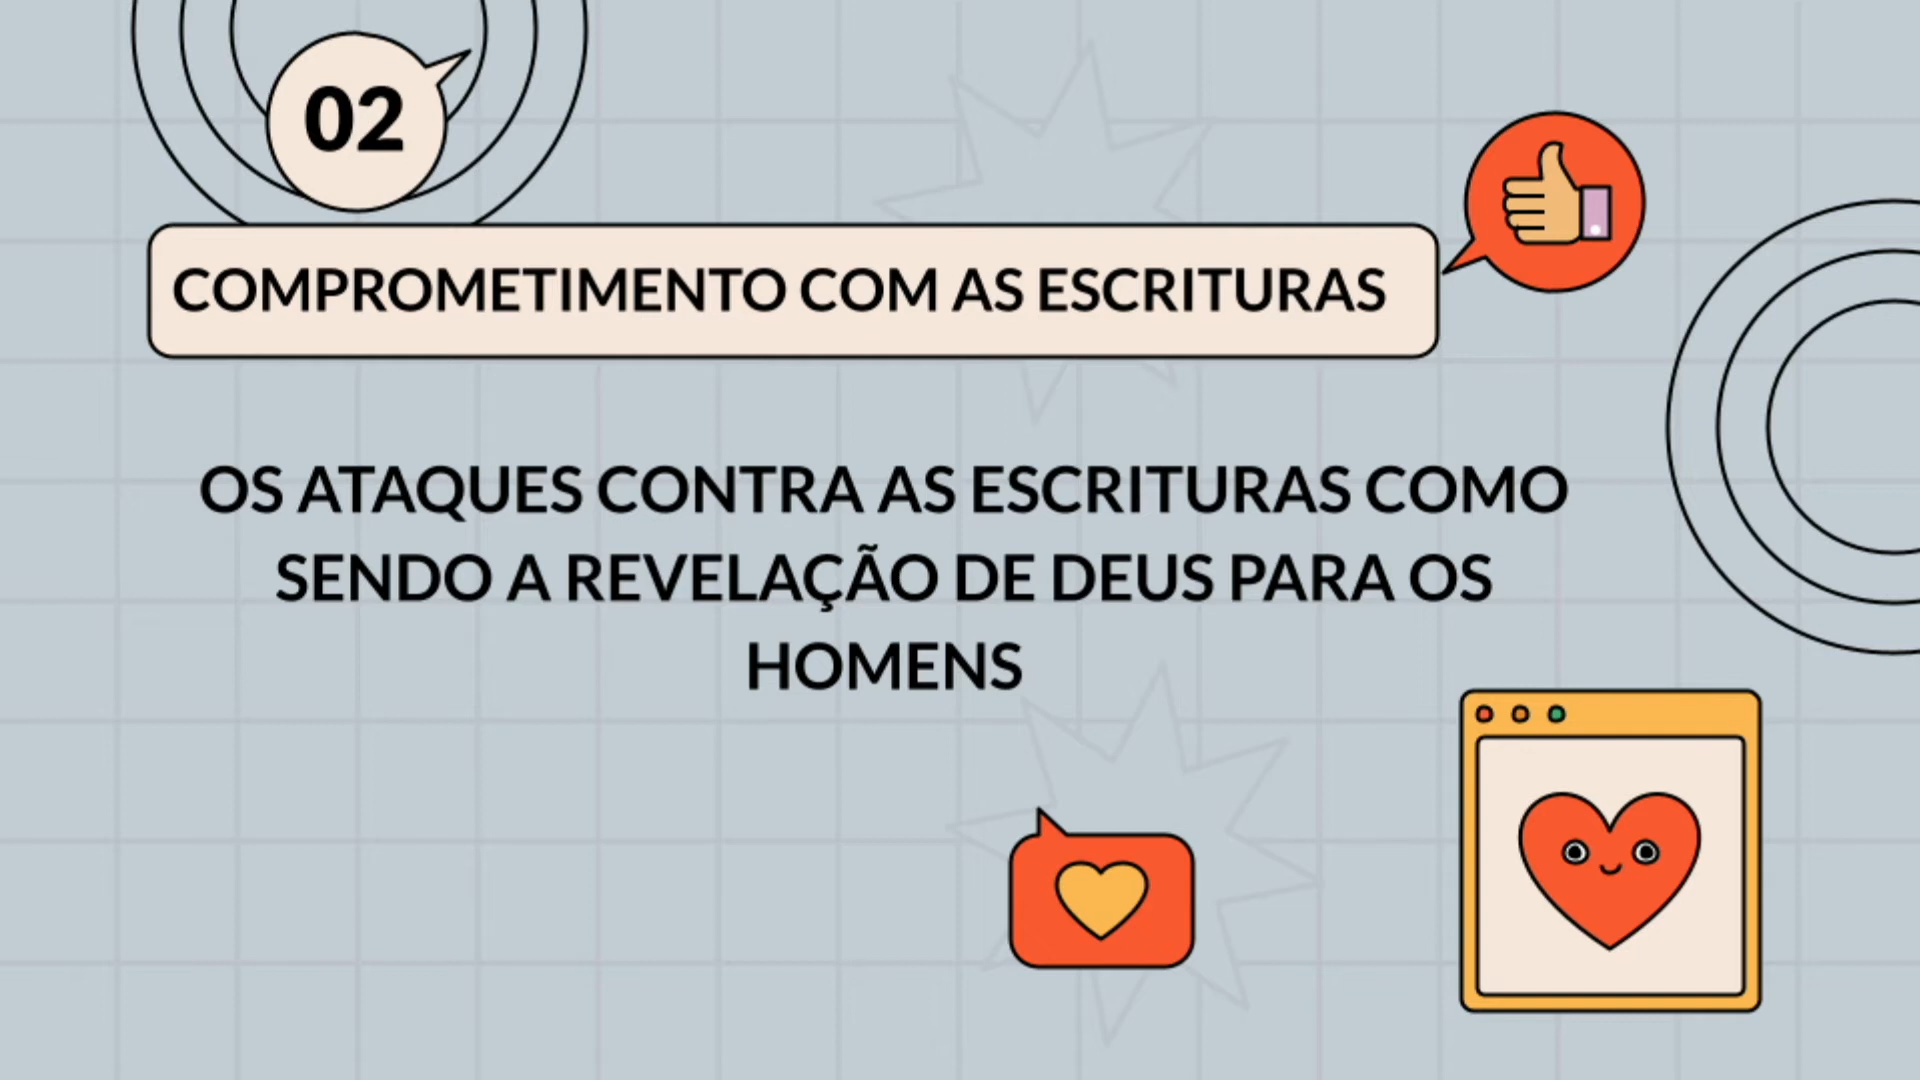 02
COMPROMETIMENTO COM AS ESCRITURAS
OS ATAQUES CONTRA AS ESCRITURAS COMO
SENDO A REVELAÇÃO DE DEUS PARA OS
HOMENS